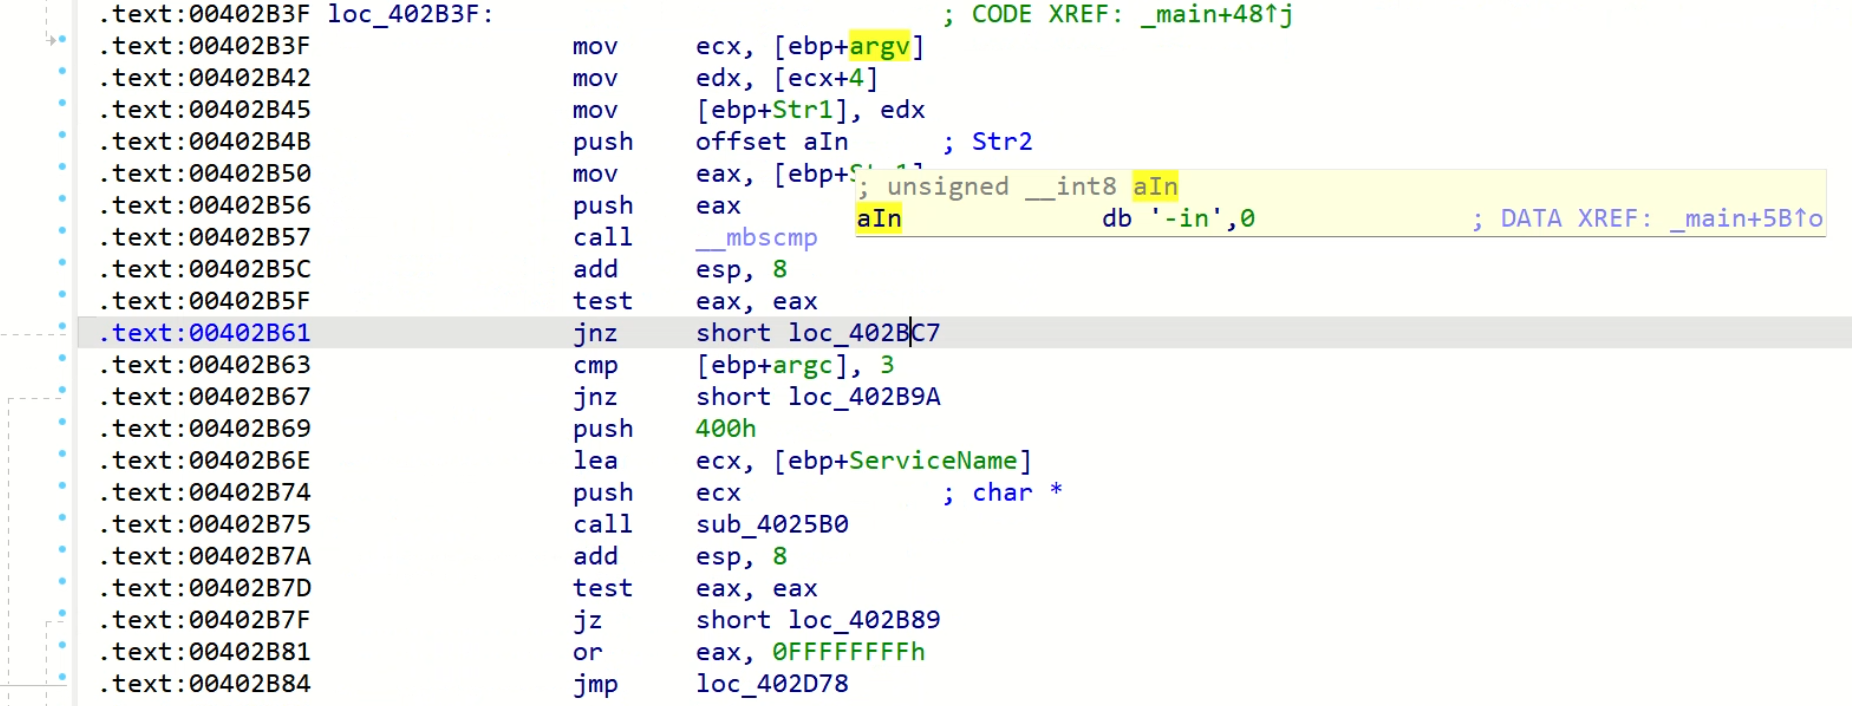 .text:00402B3F loc_402B3F: ; CODE XREF: _main+48↑j
.text:00402B3F mov ecx, [ebp+argv]
.text:00402B42 mov edx, [ecx+4]
.text:00402B45 mov [ebp+Str1], edx
.text:00402B4B push offset aIn ; Str2
.text:00402B50 mov eax, [ebp+Str1]
; unsigned __int8 aIn
.text:00402B56 push eax
aIn db '-in',0 ; DATA XREF: _main+5B↑o
.text:00402B57 call __mbscmp
.text:00402B5C add esp, 8
.text:00402B5F test eax, eax
.text:00402B61 jnz short loc_402BC7
.text:00402B63 cmp [ebp+argc], 3
.text:00402B67 jnz short loc_402B9A
.text:00402B69 push 400h
.text:00402B6E lea ecx, [ebp+ServiceName]
.text:00402B74 push ecx ; char *
.text:00402B75 call sub_4025B0
.text:00402B7A add esp, 8
.text:00402B7D test eax, eax
.text:00402B7F jz short loc_402B89
.text:00402B81 or eax, 0FFFFFFFFh
.text:00402B84 jmp loc_402D78